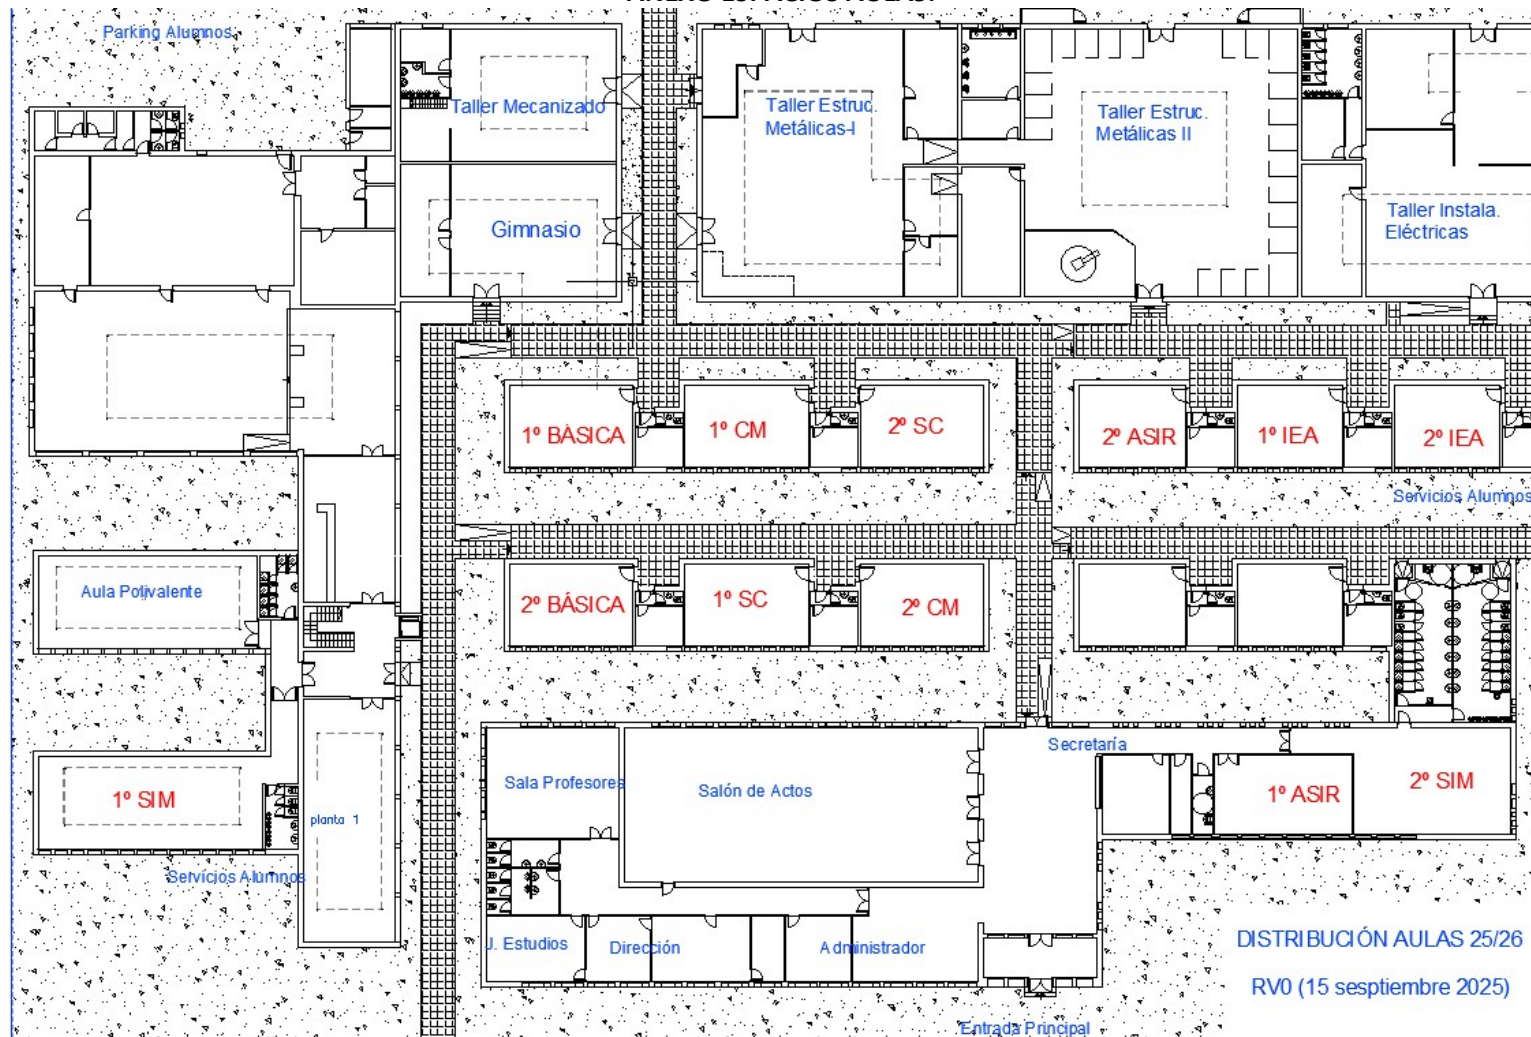 Parking Alumnos
Taller Mecanizado
Taller Estruc.
Metálicas-I
Taller Estruc.
Metálicas II
Gimnasio
Taller Instala.
Eléctricas
1º BÁSICA
1º CM
2º SC
2º ASIR
1º IEA
2º IEA
Servicios Alumnos
Aula Polivalente
2º BÁSICA
1º SC
2º CM
Secretaría
Sala Profesores
Salón de Actos
1º SIM
planta 1
1º ASIR
2º SIM
Servicios Alumnos
J. Estudios
Dirección
Administrador
DISTRIBUCIÓN AULAS 25/26
RV0 (15 sesptiembre 2025)
Entrada Principal